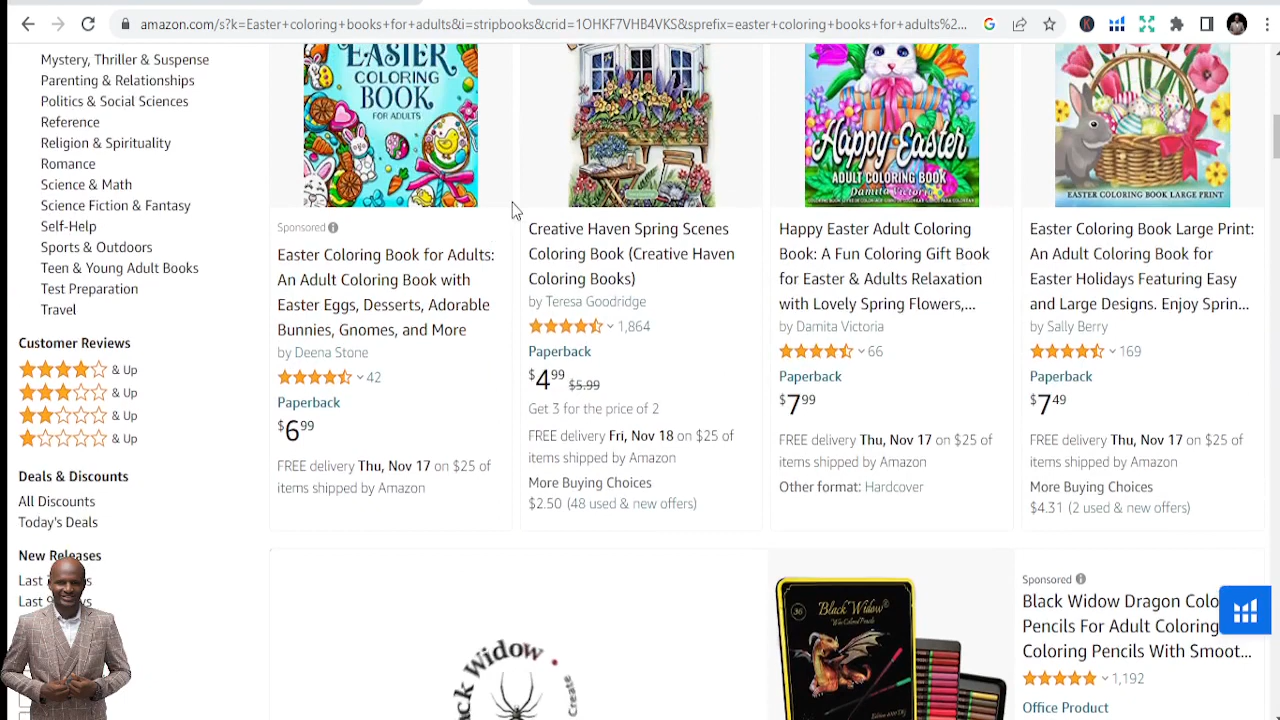 amazon.com/s?k=Easter+coloring+books+for+adults&i=stripbooks&crid=1OHKF7VHB4VKS&sprefix=easter+coloring+books+for+adults%2...
Mystery, Thriller & Suspense
Parenting & Relationships
Politics & Social Sciences
Reference
Religion & Spirituality
Romance
Science & Math
Science Fiction & Fantasy
Self-Help
Sports & Outdoors
Teen & Young Adult Books
Test Preparation
Travel
Customer Reviews
& Up
& Up
& Up
& Up
Deals & Discounts
All Discounts
Today's Deals
New Releases
Last
Last
EASTER
COLORING
BOOK
FOR ADULTS
Sponsored
Easter Coloring Book for Adults:
An Adult Coloring Book with
Easter Eggs, Desserts, Adorable
Bunnies, Gnomes, and More
by Deena Stone
42
Paperback
$6.99
FREE delivery Thu, Nov 17 on $25 of
items shipped by Amazon
Creative Haven Spring Scenes
Coloring Book (Creative Haven
Coloring Books)
by Teresa Goodridge
1,864
Paperback
$4.99 $5.99
Get 3 for the price of 2
FREE delivery Fri, Nov 18 on $25 of
items shipped by Amazon
More Buying Choices
$2.50 (48 used & new offers)
Happy Easter
ADULT COLORING BOOK
Damita Victoria
Happy Easter Adult Coloring
Book: A Fun Coloring Gift Book
for Easter & Adults Relaxation
with Lovely Spring Flowers,...
by Damita Victoria
66
Paperback
$7.99
FREE delivery Thu, Nov 17 on $25 of
items shipped by Amazon
Other format: Hardcover
EASTER COLORING BOOK LARGE PRINT
Easter Coloring Book Large Print:
An Adult Coloring Book for
Easter Holidays Featuring Easy
and Large Designs. Enjoy Sprin...
by Sally Berry
169
Paperback
$7.49
FREE delivery Thu, Nov 17 on $25 of
items shipped by Amazon
More Buying Choices
$4.31 (2 used & new offers)
Widow
Create
36
Black Widow
Sponsored
Black Widow Dragon Colo
Pencils For Adult Coloring
Coloring Pencils With Smoot...
1,192
Office Product